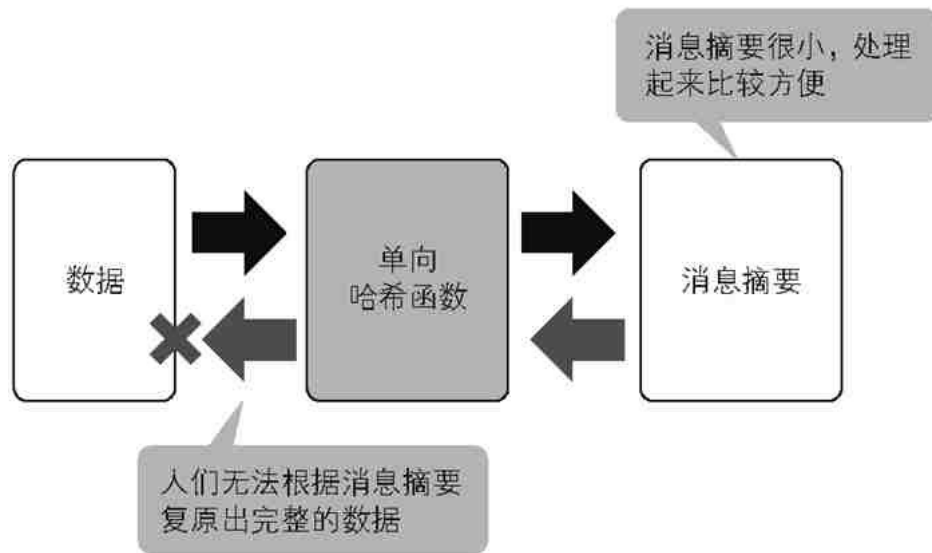 消息摘要很小，处理
起来比较方便
数据
单向
哈希函数
消息摘要
人们无法根据消息摘要
复原出完整的数据